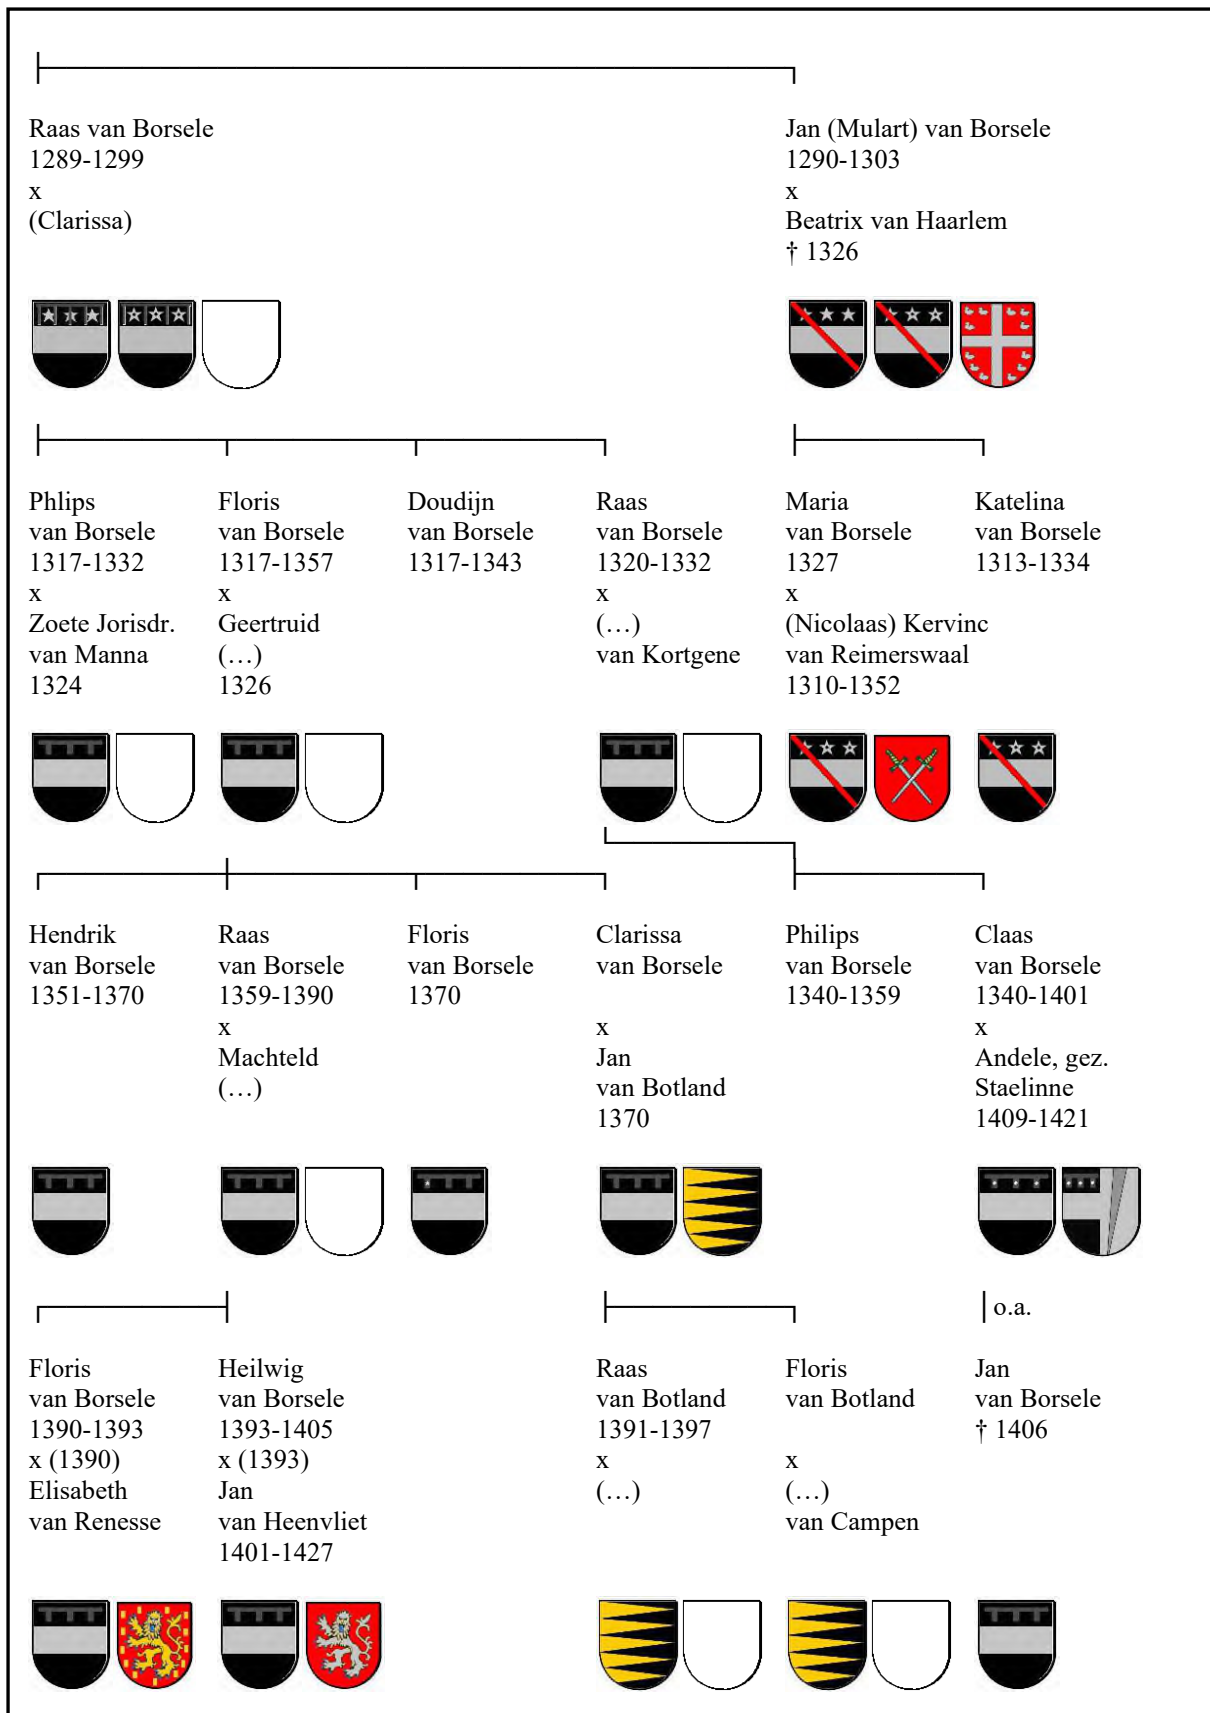 Raas van Borsele
1289-1299
x
(Clarissa)
Jan (Mulart) van Borsele
1290-1303
x
Beatrix van Haarlem
† 1326
Phlips
van Borsele
1317-1332
x
Zoete Jorisdr.
van Manna
1324
Floris
van Borsele
1317-1357
x
Geertruid
(…)
1326
Doudijn
van Borsele
1317-1343
Raas
van Borsele
1320-1332
x
(…)
van Kortgene
Maria
van Borsele
1327
x
(Nicolaas) Kervinc
van Reimerswaal
1310-1352
Katelina
van Borsele
1313-1334
Hendrik
van Borsele
1351-1370
Raas
van Borsele
1359-1390
x
Machteld
(…)
Floris
van Borsele
1370
Clarissa
van Borsele
x
Jan
van Botland
1370
Philips
van Borsele
1340-1359
Claas
van Borsele
1340-1401
x
Andele, gez.
Staelinne
1409-1421
o.a.
Floris
van Borsele
1390-1393
x (1390)
Elisabeth
van Renesse
Heilwig
van Borsele
1393-1405
x (1393)
Jan
van Heenvliet
1401-1427
Raas
van Botland
1391-1397
x
(…)
Floris
van Botland
x
(…)
van Campen
Jan
van Borsele
† 1406